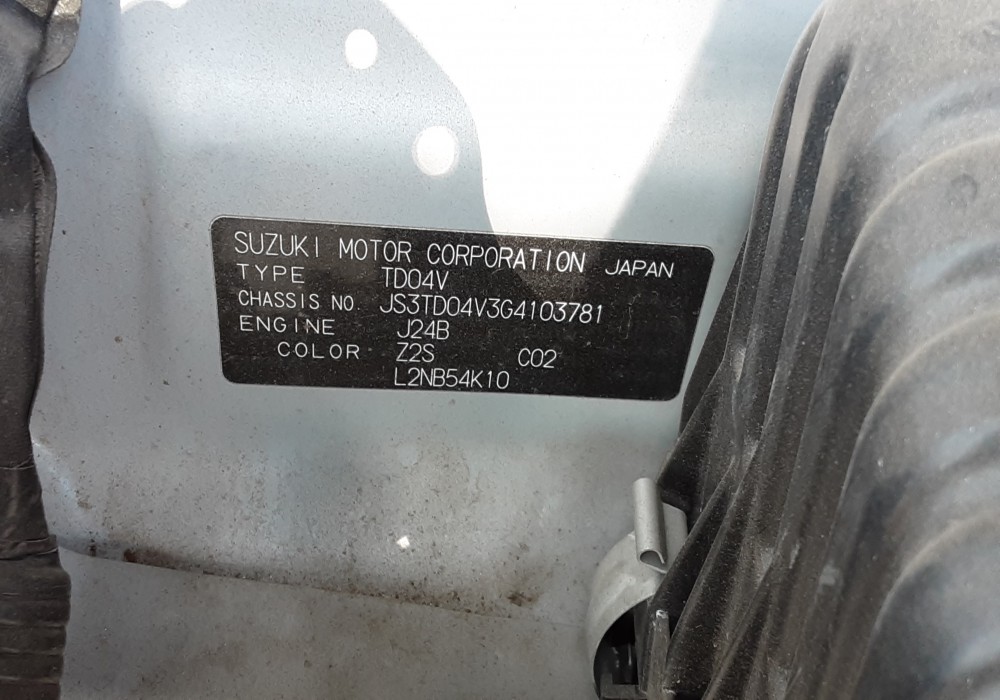 SUZUKI MOTOR CORPORATION JAPAN
TYPE TD04V
CHASSIS NO. JS3TD04V3G4103781
ENGINE J24B
COLOR Z2S C02
L2NB54K10